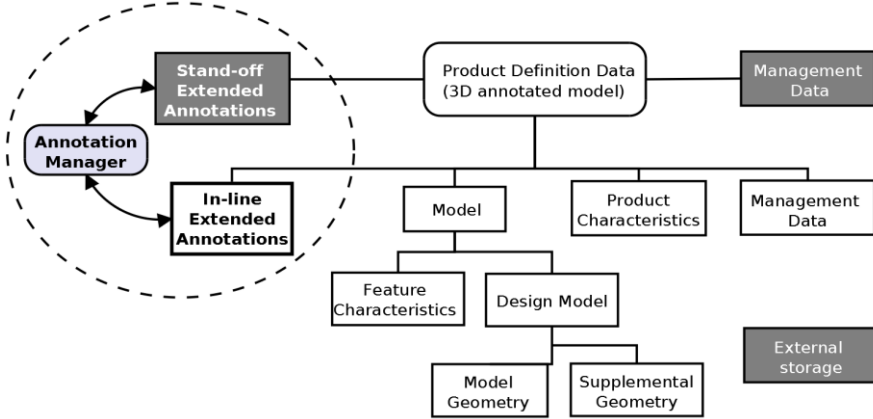 Stand-off
Extended
Annotations
Product Definition Data
(3D annotated model)
Management
Data
Annotation
Manager
In-line
Extended
Annotations
Model
Product
Characteristics
Management
Data
Feature
Characteristics
Design Model
Model
Geometry
Supplemental
Geometry
External
storage